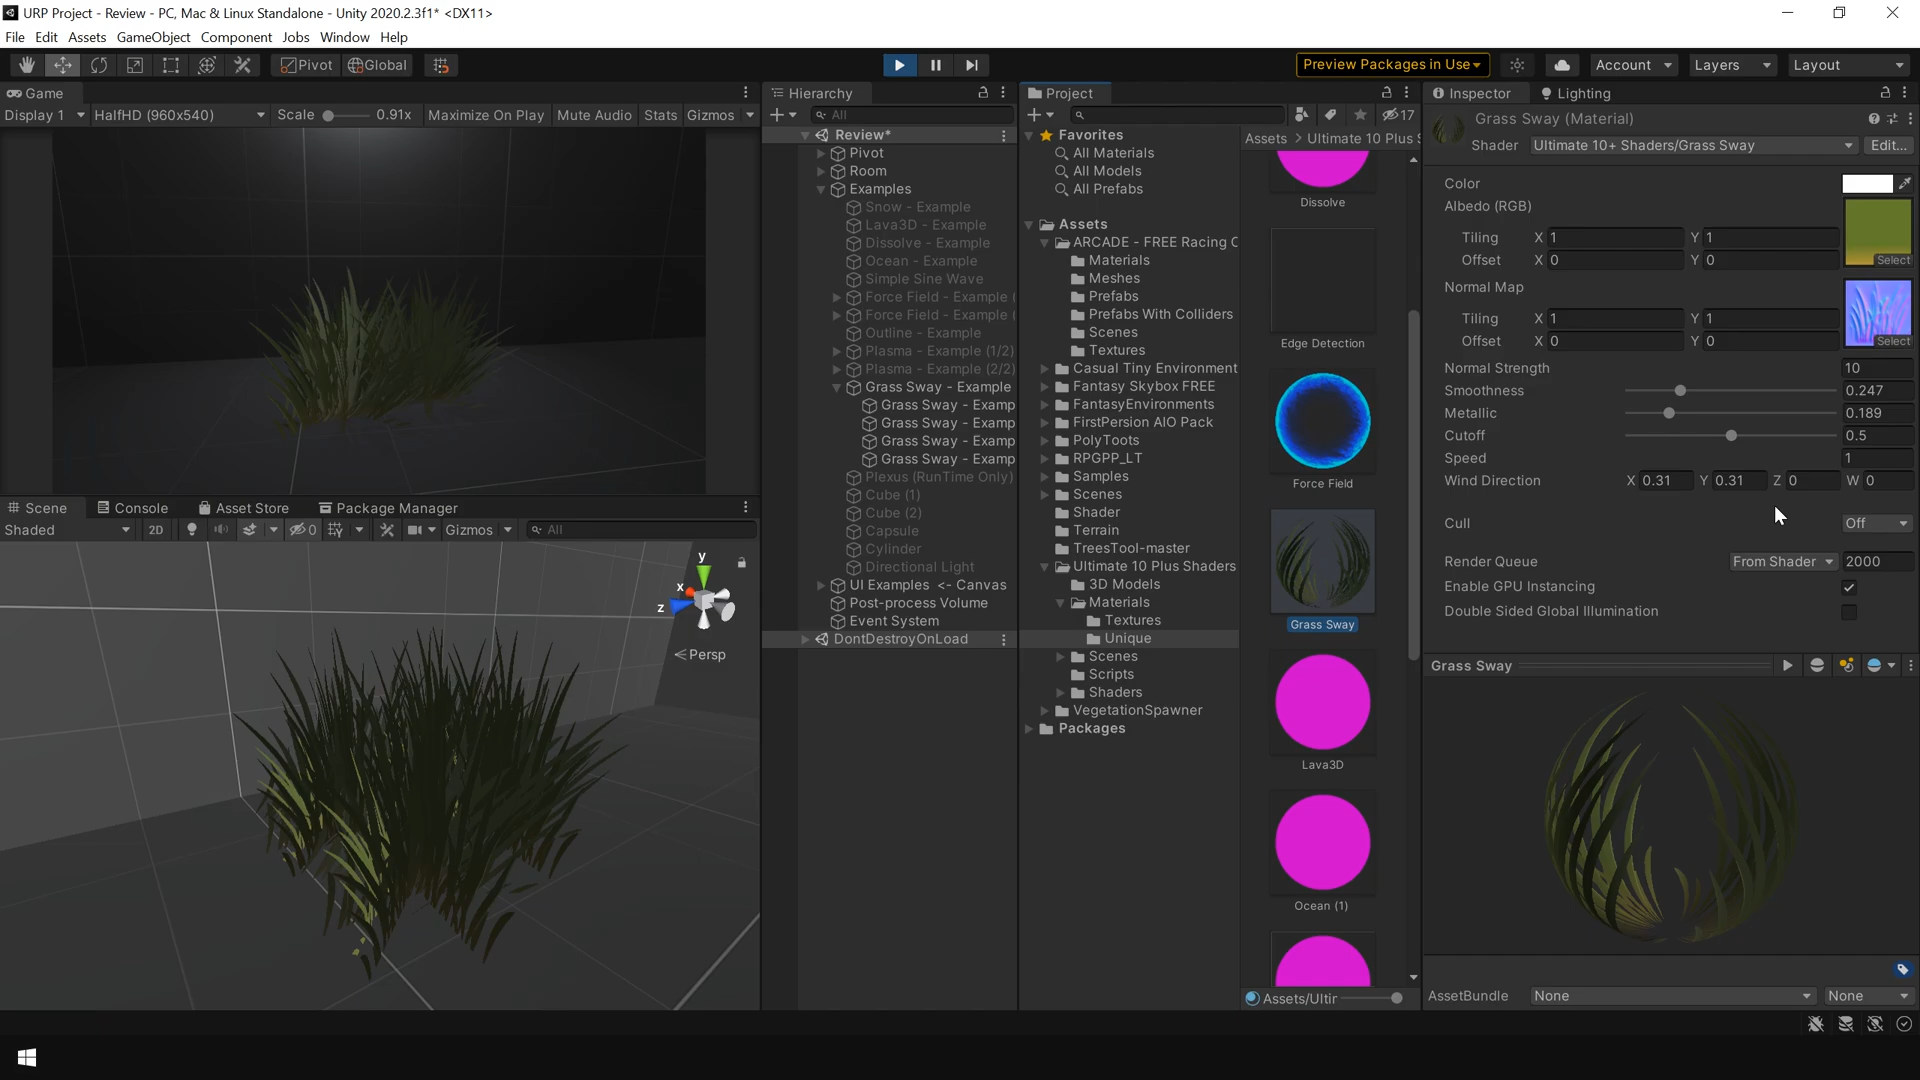 URP Project - Review - PC, Mac & Linux Standalone - Unity 2020.2.3f1* <DX11>
File Edit Assets GameObject Component Jobs Window Help
Pivot Global Preview Packages in Use Account Layers Layout
Game
Display 1 HalfHD (960x540) Scale 0.91x Maximize On Play Mute Audio Stats Gizmos
Scene Console Asset Store Package Manager
Shaded 2D 0 Gizmos All
y
x
z
Persp
Hierarchy
All
Review*
Pivot
Room
Examples
Snow - Example
Lava3D - Example
Dissolve - Example
Ocean - Example
Simple Sine Wave
Force Field - Example (
Force Field - Example (
Outline - Example
Plasma - Example (1/2)
Plasma - Example (2/2)
Grass Sway - Example
Grass Sway - Examp
Grass Sway - Examp
Grass Sway - Examp
Grass Sway - Examp
Plexus (RunTime Only)
Cube (1)
Cube (2)
Capsule
Cylinder
Directional Light
UI Examples <- Canvas
Post-process Volume
Event System
DontDestroyOnLoad
Project
17
Favorites
All Materials
All Models
All Prefabs
Assets
ARCADE - FREE Racing C
Materials
Meshes
Prefabs
Prefabs With Colliders
Scenes
Textures
Casual Tiny Environment
Fantasy Skybox FREE
FantasyEnvironments
FirstPersion AIO Pack
PolyToots
RPGPP_LT
Samples
Scenes
Shader
Terrain
TreesTool-master
Ultimate 10 Plus Shaders
3D Models
Materials
Textures
Unique
Scenes
Scripts
Shaders
VegetationSpawner
Packages
Assets > Ultimate 10 Plus S
Dissolve
Edge Detection
Force Field
Grass Sway
Lava3D
Ocean (1)
Assets/Ultir
Inspector Lighting
Grass Sway (Material)
Shader Ultimate 10+ Shaders/Grass Sway Edit...
Color
Albedo (RGB)
Tiling X 1 Y 1
Offset X 0 Y 0 Select
Normal Map
Tiling X 1 Y 1
Offset X 0 Y 0 Select
Normal Strength 10
Smoothness 0.247
Metallic 0.189
Cutoff 0.5
Speed 1
Wind Direction X 0.31 Y 0.31 Z 0 W 0
Cull Off
Render Queue From Shader 2000
Enable GPU Instancing
Double Sided Global Illumination
Grass Sway
AssetBundle None None